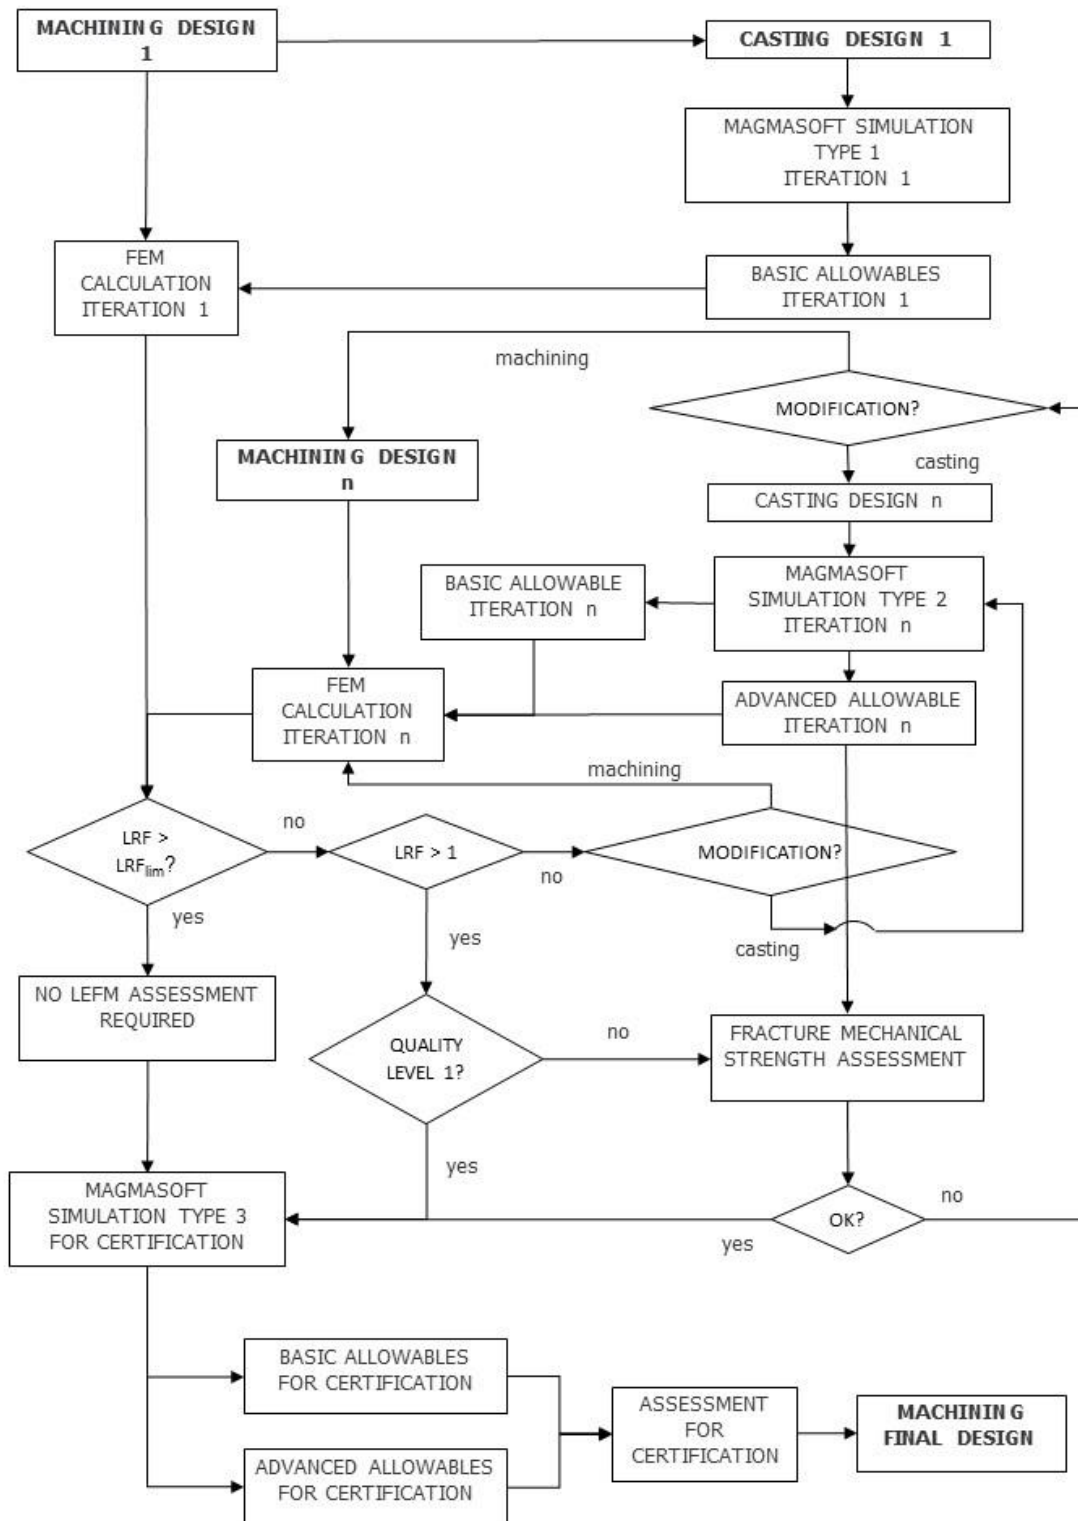 MACHINING DESIGN
1
CASTING DESIGN 1
MAGMASOFT SIMULATION
TYPE 1
ITERATION 1
FEM
CALCULATION
ITERATION 1
BASIC ALLOWABLES
ITERATION 1
machining
MODIFICATION?
casting
MACHINING DESIGN
n
CASTING DESIGN n
BASIC ALLOWABLE
ITERATION n
MAGMASOFT
SIMULATION TYPE 2
ITERATION n
FEM
CALCULATION
ITERATION n
ADVANCED ALLOWABLE
ITERATION n
machining
LRF >
LRFlim?
no
LRF > 1
no
MODIFICATION?
yes
yes
casting
NO LEFM ASSESSMENT
REQUIRED
QUALITY
LEVEL 1?
no
FRACTURE MECHANICAL
STRENGTH ASSESSMENT
yes
MAGMASOFT
SIMULATION TYPE 3
FOR CERTIFICATION
OK?
no
yes
BASIC ALLOWABLES
FOR CERTIFICATION
ADVANCED ALLOWABLES
FOR CERTIFICATION
ASSESSMENT
FOR
CERTIFICATION
MACHINING
FINAL DESIGN